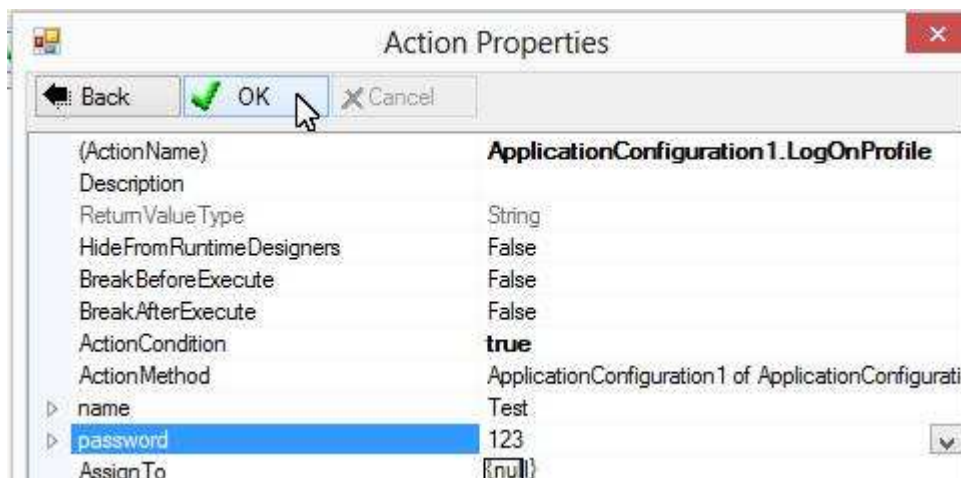 Action Properties
Back OK Cancel
(ActionName) ApplicationConfiguration1.LogOnProfile
Description
ReturnValueType String
HideFromRuntimeDesigners False
BreakBeforeExecute False
BreakAfterExecute False
ActionCondition true
ActionMethod ApplicationConfiguration1 of ApplicationConfigurati
name Test
password 123
AssignTo {null}